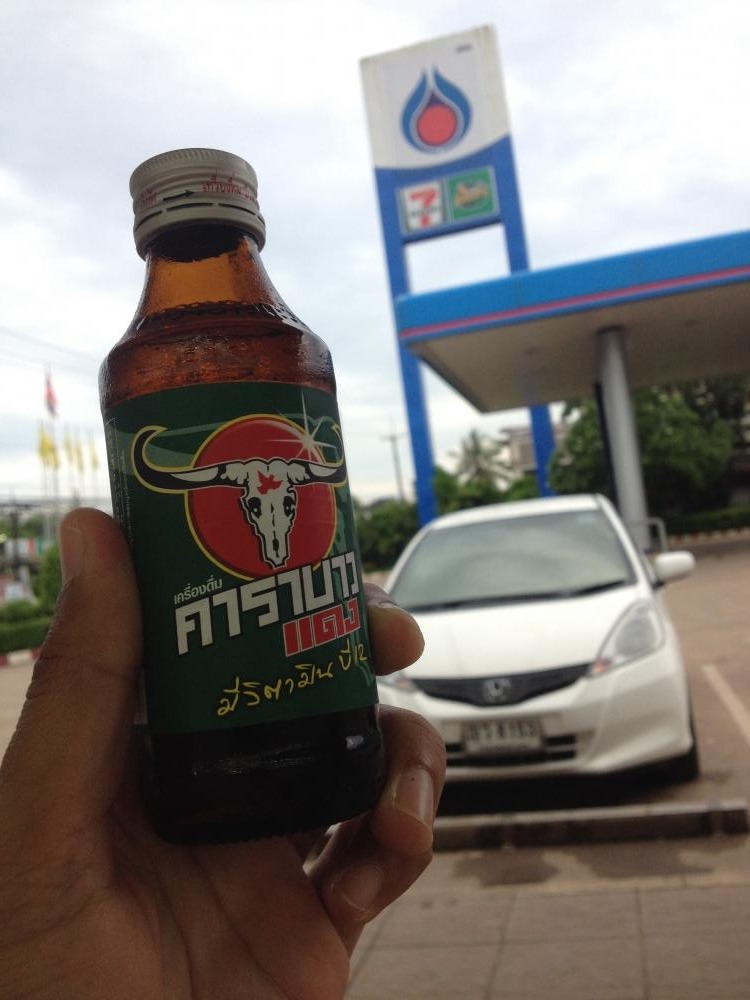 เครื่องดื่ม
คาราบาว
แดง
มีวิตามิน บี 12
7